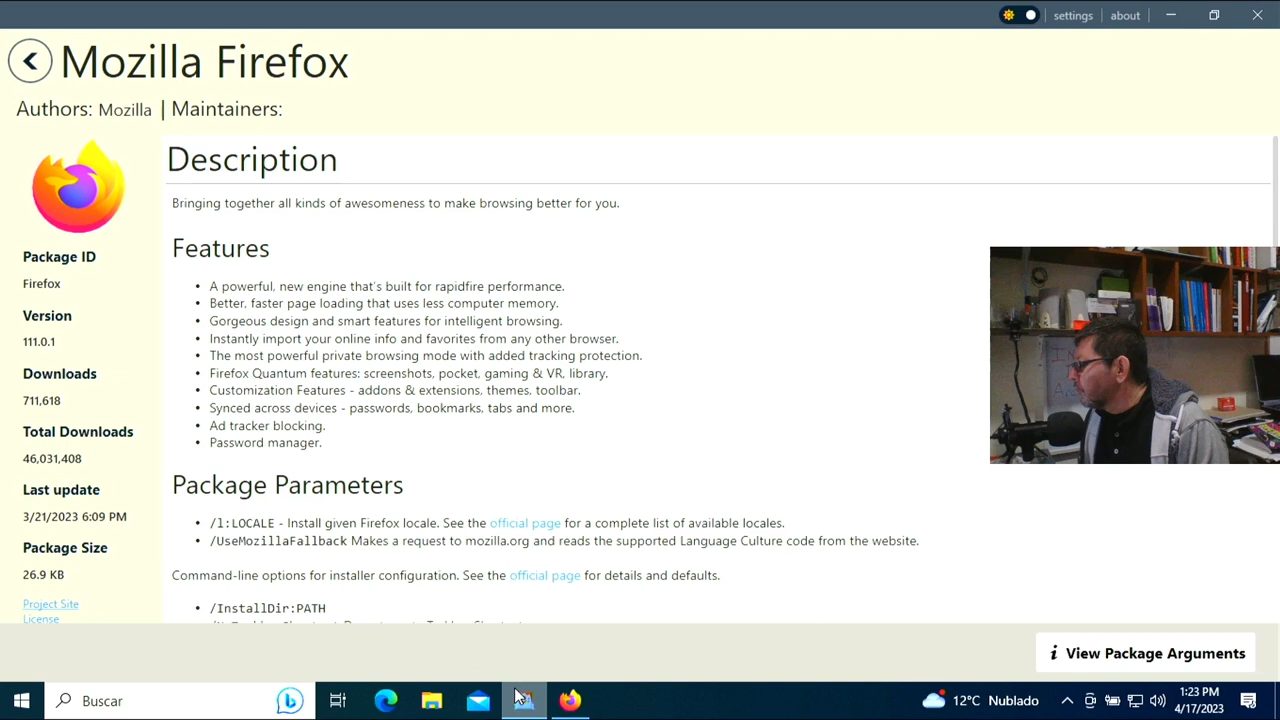 settings
about
Mozilla Firefox
Authors: Mozilla | Maintainers:
Description
Bringing together all kinds of awesomeness to make browsing better for you.
Features
• A powerful, new engine that's built for rapidfire performance.
• Better, faster page loading that uses less computer memory.
• Gorgeous design and smart features for intelligent browsing.
• Instantly import your online info and favorites from any other browser.
• The most powerful private browsing mode with added tracking protection.
• Firefox Quantum features: screenshots, pocket, gaming & VR, library.
• Customization Features - addons & extensions, themes, toolbar.
• Synced across devices - passwords, bookmarks, tabs and more.
• Ad tracker blocking.
• Password manager.
Package Parameters
• /l:LOCALE - Install given Firefox locale. See the official page for a complete list of available locales.
• /UseMozillaFallback Makes a request to mozilla.org and reads the supported Language Culture code from the website.
Command-line options for installer configuration. See the official page for details and defaults.
• /InstallDir:PATH
Package ID
Firefox
Version
111.0.1
Downloads
711,618
Total Downloads
46,031,408
Last update
3/21/2023 6:09 PM
Package Size
26.9 KB
Project Site
License
View Package Arguments
Buscar
12°C Nublado
1:23 PM
4/17/2023